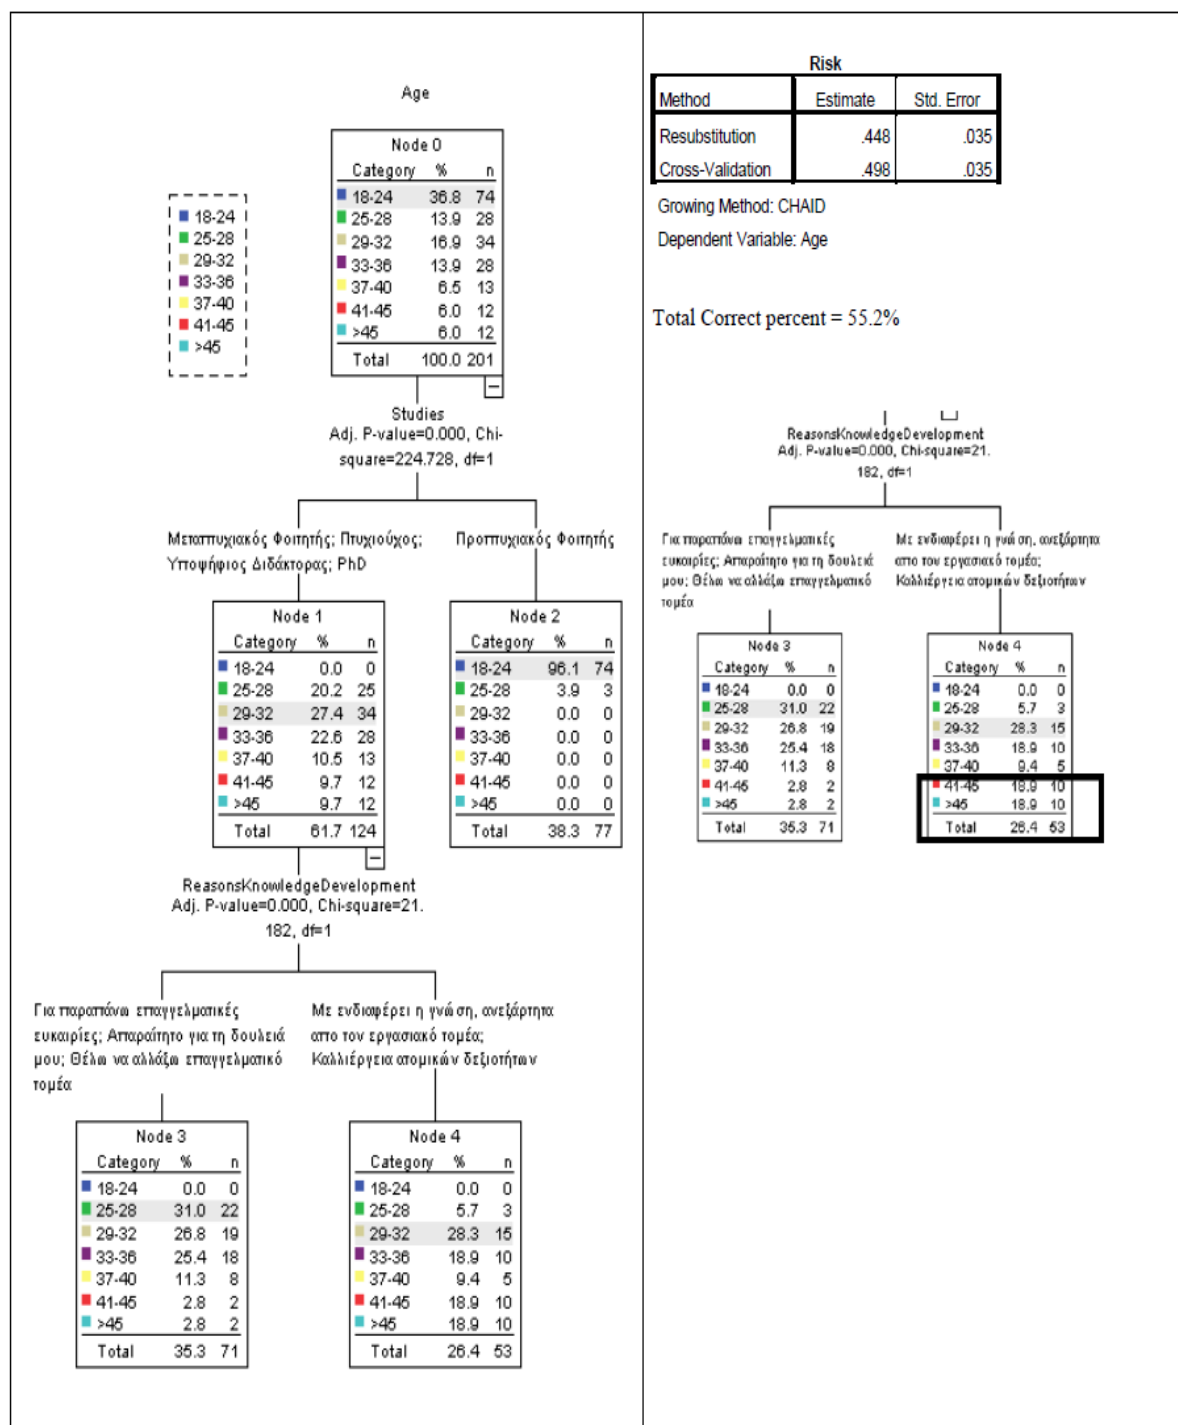 Age
Node 0
Category % n
18-24 36.8 74
25-28 13.9 28
29-32 16.9 34
33-36 13.9 28
37-40 6.5 13
41-45 6.0 12
>45 6.0 12
Total 100.0 201
18-24
25-28
29-32
33-36
37-40
41-45
>45
Studies
Adj. P-value=0.000, Chi-
square=224.728, df=1
Μεταπτυχιακός Φοιτητής; Πτυχιούχος;
Υποψήφιος Διδάκτορας; PhD
Προπτυχιακός Φοιτητής
Node 1
Category % n
18-24 0.0 0
25-28 20.2 25
29-32 27.4 34
33-36 22.6 28
37-40 10.5 13
41-45 9.7 12
>45 9.7 12
Total 61.7 124
Node 2
Category % n
18-24 96.1 74
25-28 3.9 3
29-32 0.0 0
33-36 0.0 0
37-40 0.0 0
41-45 0.0 0
>45 0.0 0
Total 38.3 77
ReasonsKnowledgeDevelopment
Adj. P-value=0.000, Chi-square=21.
182, df=1
Για παραπάνω επαγγελματικές
ευκαιρίες; Απαραίτητο για τη δουλειά
μου; Θέλω να αλλάξω επαγγελματικό
τομέα
Με ενδιαφέρει η γνώση, ανεξάρτητα
απο τον εργασιακό τομέα;
Καλλιέργεια ατομικών δεξιοτήτων
Node 3
Category % n
18-24 0.0 0
25-28 31.0 22
29-32 26.8 19
33-36 25.4 18
37-40 11.3 8
41-45 2.8 2
>45 2.8 2
Total 35.3 71
Node 4
Category % n
18-24 0.0 0
25-28 5.7 3
29-32 28.3 15
33-36 18.9 10
37-40 9.4 5
41-45 18.9 10
>45 18.9 10
Total 26.4 53
Risk
Method Estimate Std. Error
Resubstitution .448 .035
Cross-Validation .498 .035
Growing Method: CHAID
Dependent Variable: Age
Total Correct percent = 55.2%
ReasonsKnowledgeDevelopment
Adj. P-value=0.000, Chi-square=21.
182, df=1
Για παραπάνω επαγγελματικές
ευκαιρίες; Απαραίτητο για τη δουλειά
μου; Θέλω να αλλάξω επαγγελματικό
τομέα
Με ενδιαφέρει η γνώση, ανεξάρτητα
απο τον εργασιακό τομέα;
Καλλιέργεια ατομικών δεξιοτήτων
Node 3
Category % n
18-24 0.0 0
25-28 31.0 22
29-32 26.8 19
33-36 25.4 18
37-40 11.3 8
41-45 2.8 2
>45 2.8 2
Total 35.3 71
Node 4
Category % n
18-24 0.0 0
25-28 5.7 3
29-32 28.3 15
33-36 18.9 10
37-40 9.4 5
41-45 18.9 10
>45 18.9 10
Total 26.4 53